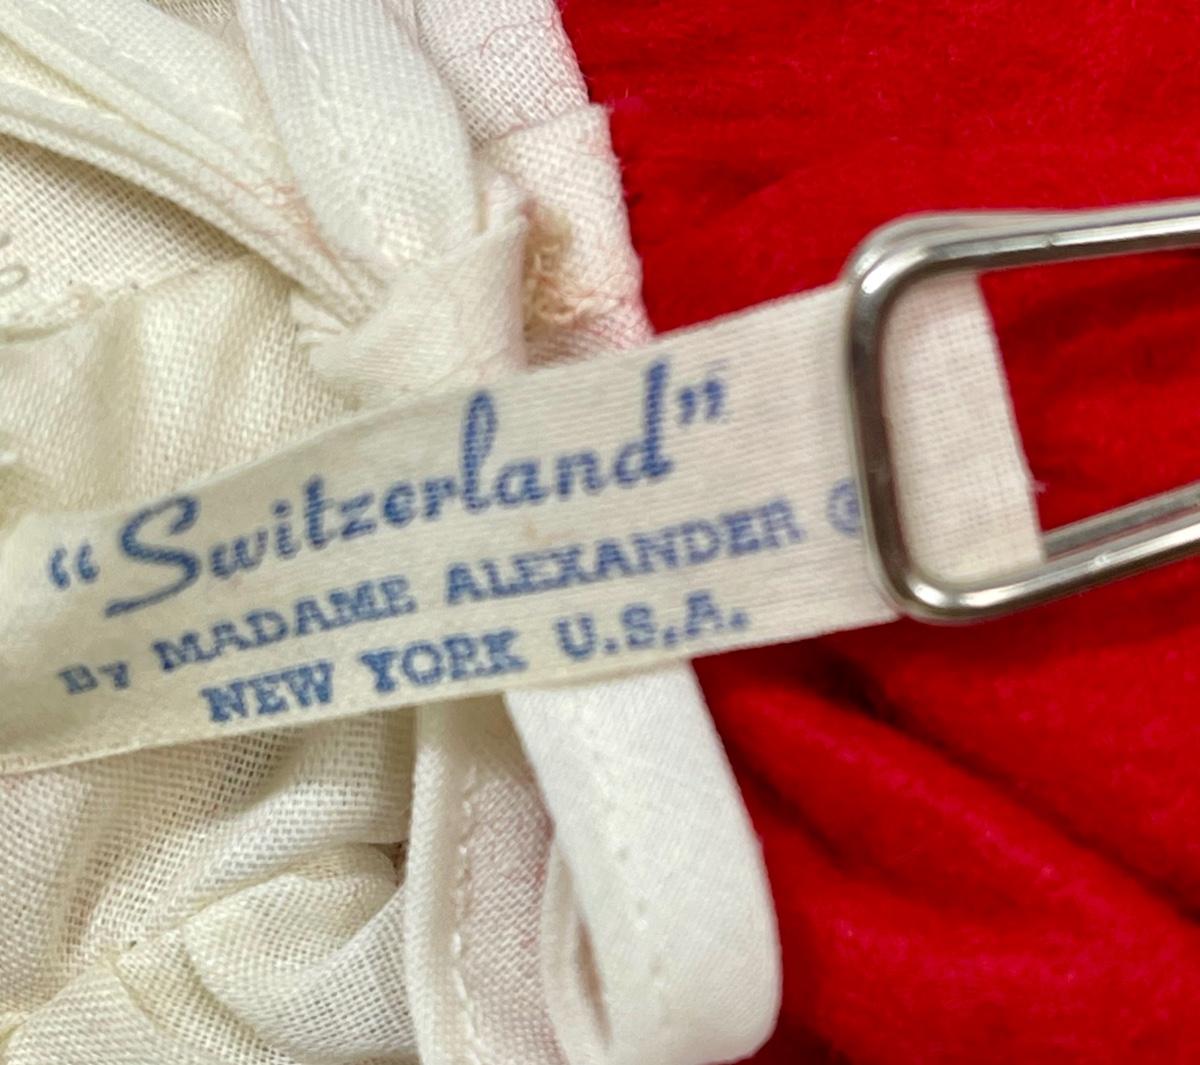 “Switzerland”
By MADAME ALEXANDER ®
NEW YORK U.S.A.